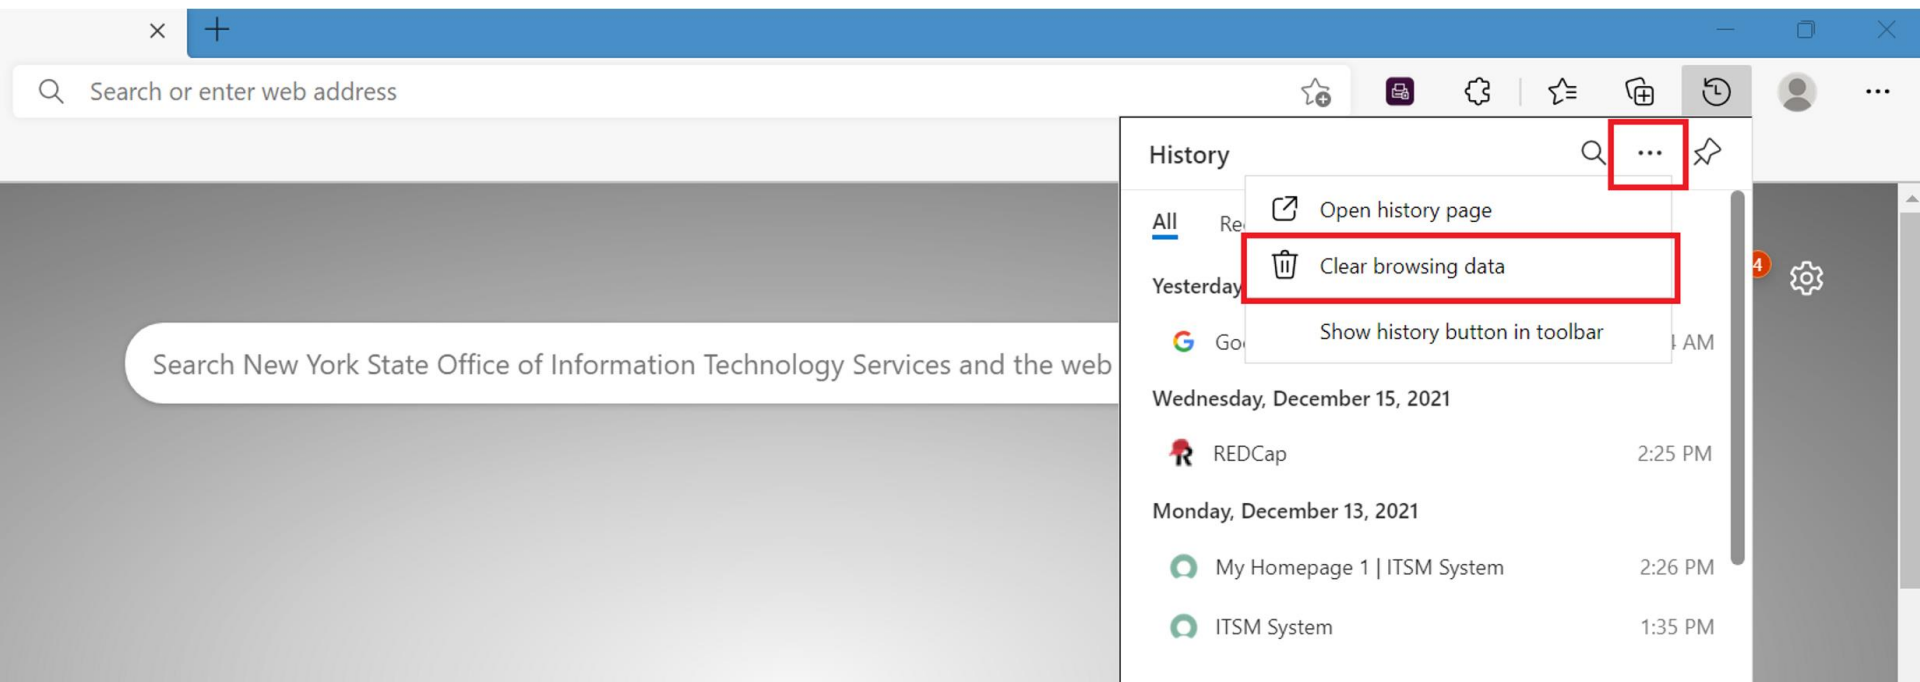 Search or enter web address
History
Open history page
All
Clear browsing data
4
Yesterday
Show history button in toolbar
AM
Search New York State Office of Information Technology Services and the web
Wednesday, December 15, 2021
REDCap 2:25 PM
Monday, December 13, 2021
My Homepage 1 | ITSM System 2:26 PM
ITSM System 1:35 PM